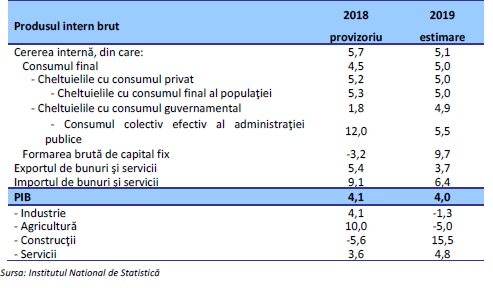 Produsul intern brut 2018 2019
provizoriu estimare
Cererea internă, din care: 5,7 5,1
Consumul final 4,5 5,0
- Cheltuielile cu consumul privat 5,2 5,0
- Cheltuielile cu consumul final al populației 5,3 5,0
- Cheltuielile cu consumul guvernamental 1,8 4,9
- Consumul colectiv efectiv al administrației
publice 12,0 5,5
Formarea brută de capital fix -3,2 9,7
Exportul de bunuri şi servicii 5,4 3,7
Importul de bunuri şi servicii 9,1 6,4
PIB 4,1 4,0
- Industrie 4,1 -1,3
- Agricultură 10,0 -5,0
- Construcţii -5,6 15,5
- Servicii 3,6 4,8
Sursa: Institutul National de Statistică